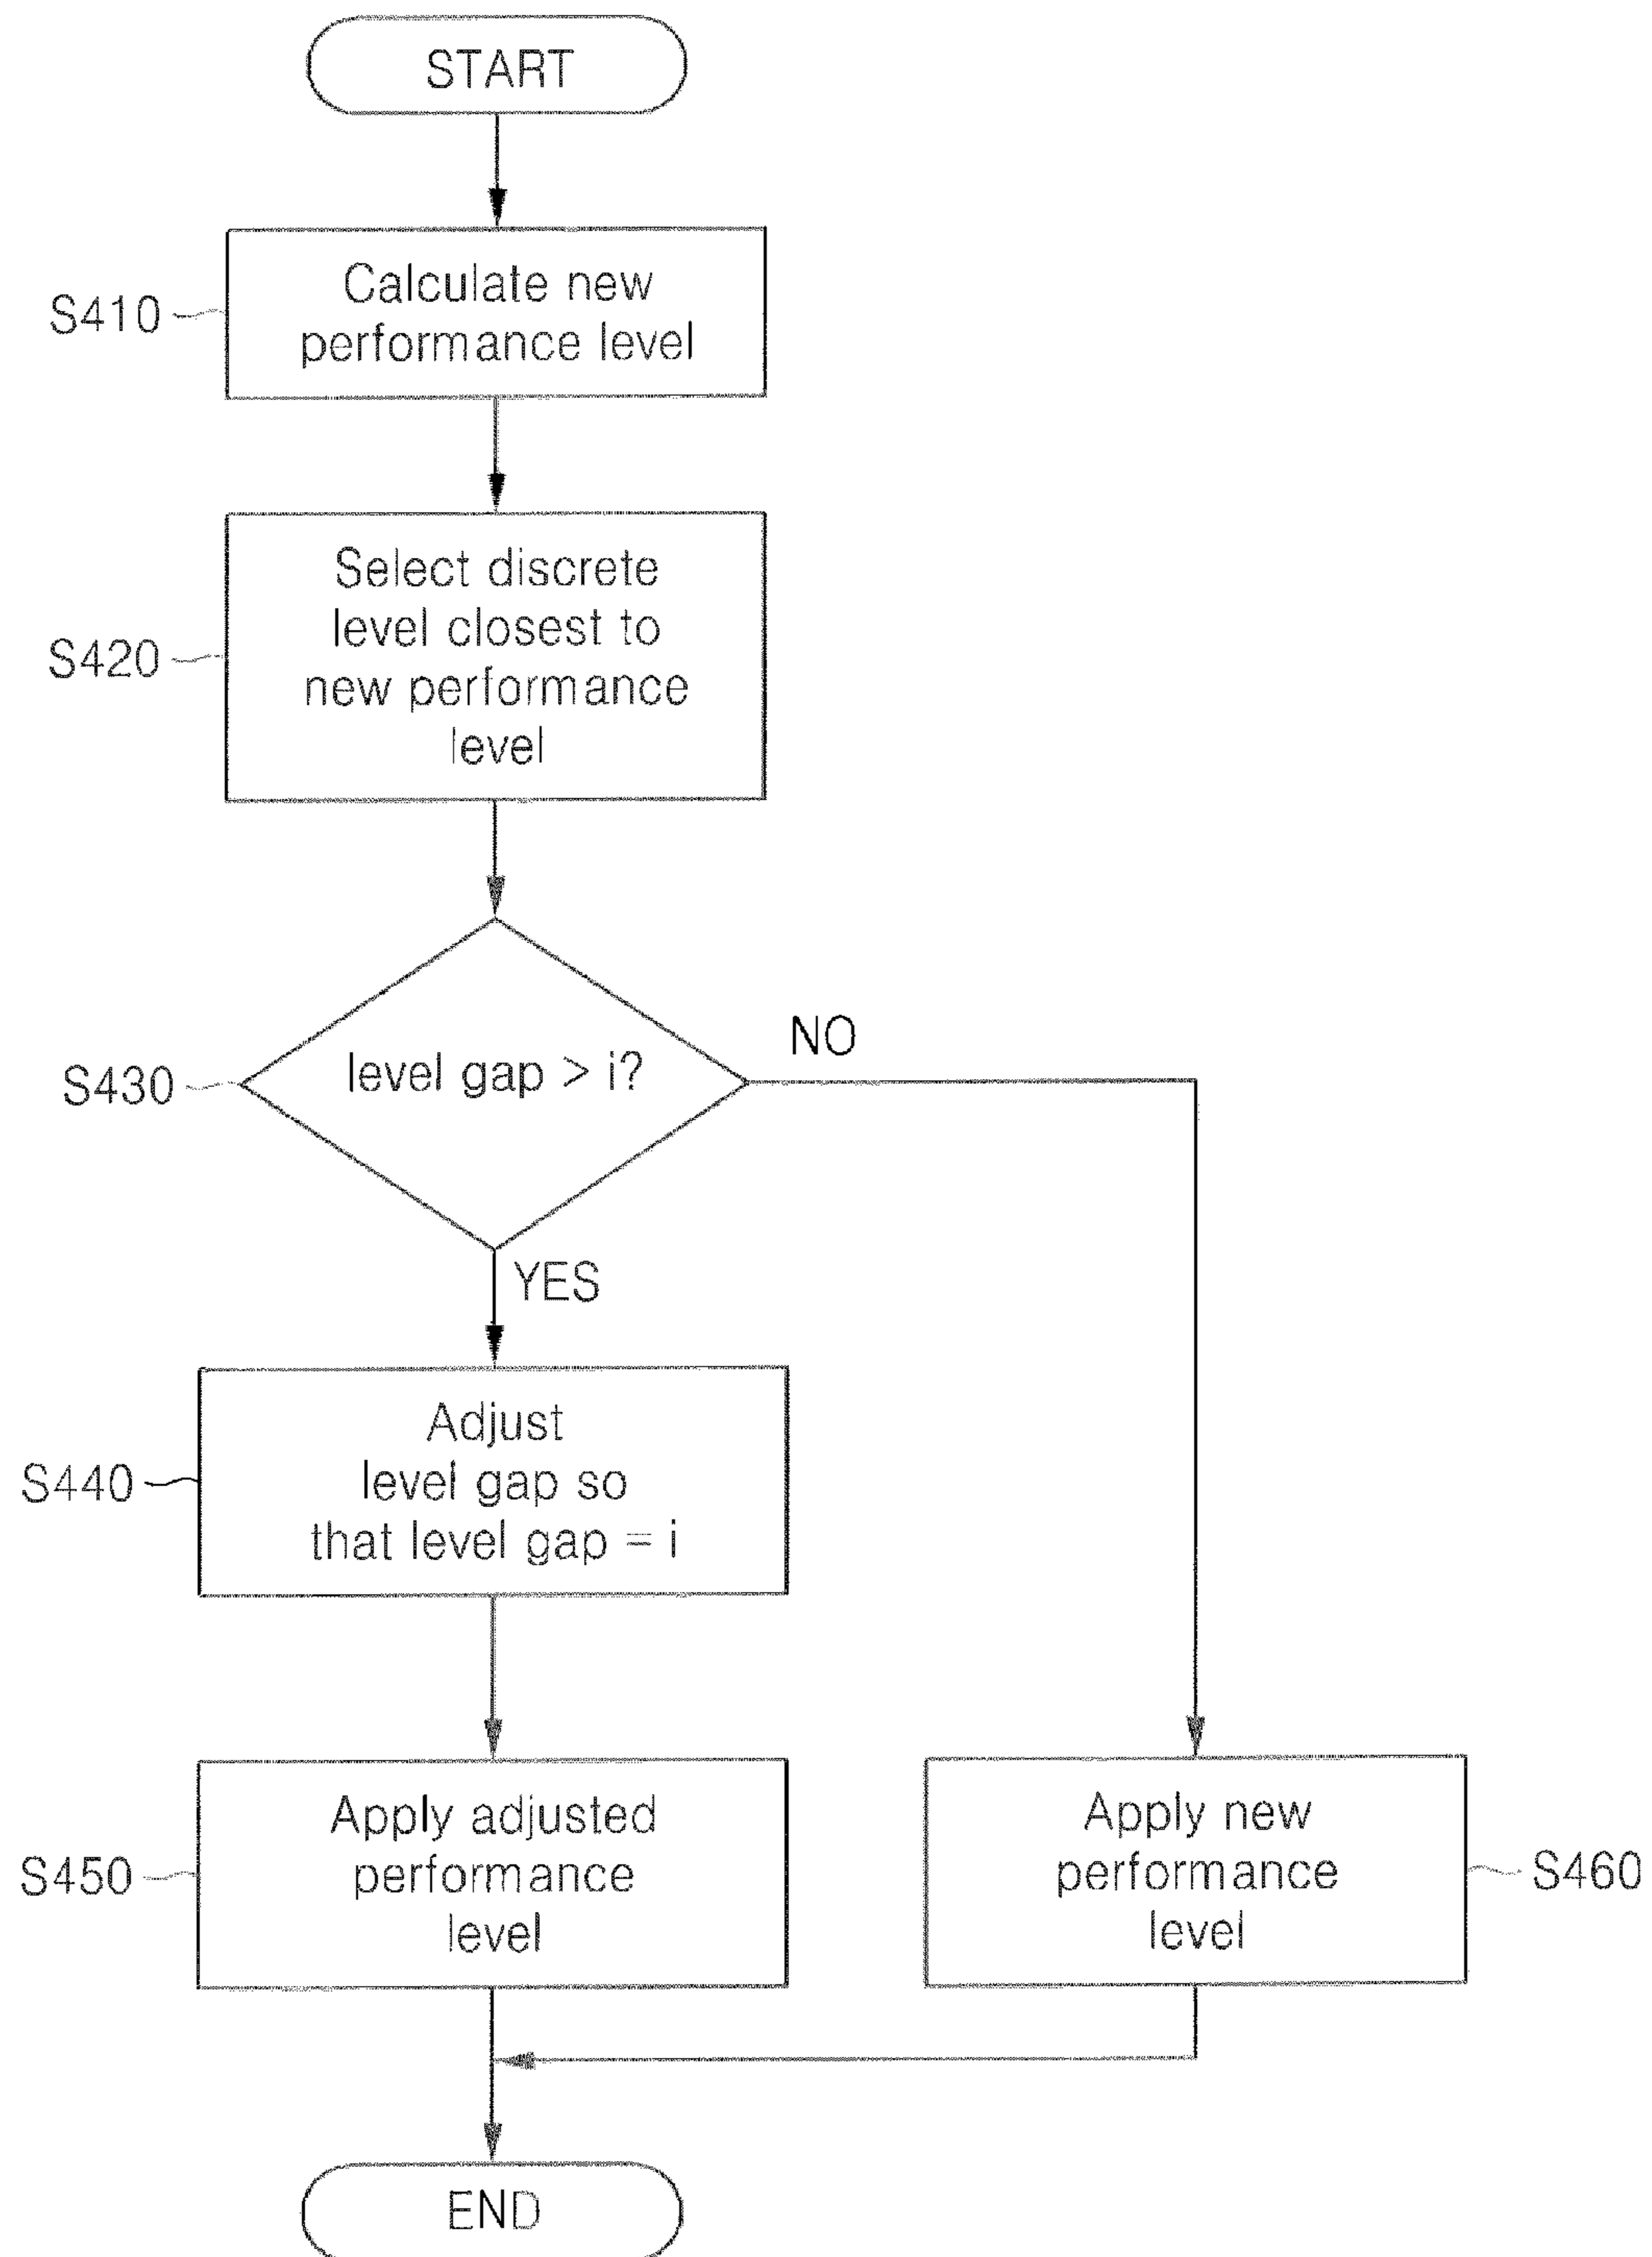 START
S410
Calculate new
performance level
S420
Select discrete
level closest to
new performance
level
S430
level gap > i?
NO
YES
S440
Adjust
level gap so
that level gap = i
S450
Apply adjusted
performance
level
Apply new
performance
level
S460
END